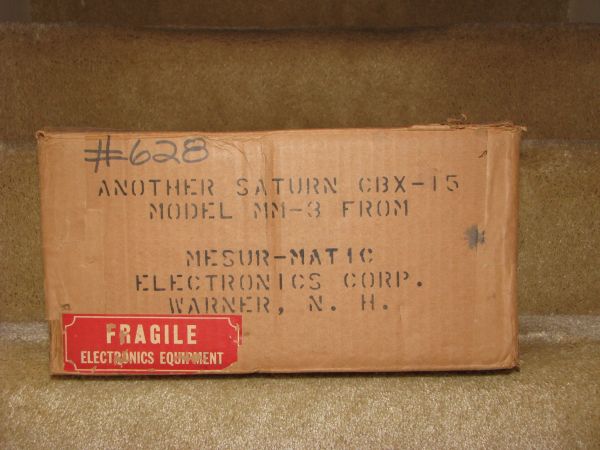 #628
ANOTHER SATURN CBX-15
MODEL MM-3 FROM
MESUR-MATIC
ELECTRONICS CORP.
WARNER, N. H.
FRAGILE
ELECTRONICS EQUIPMENT